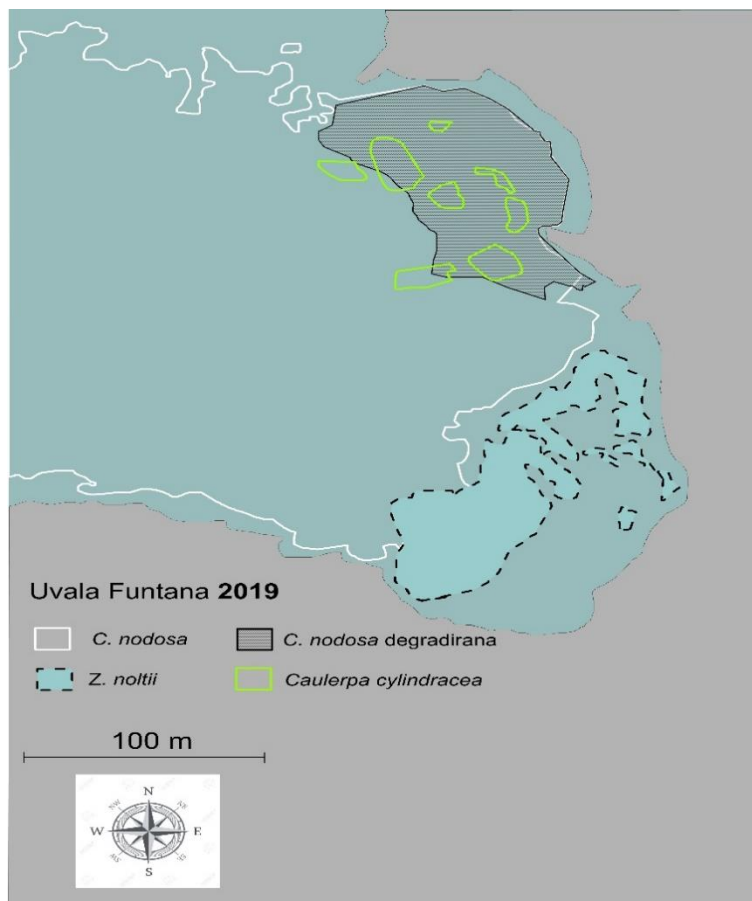 Uvala Funtana 2019
C. nodosa
C. nodosa degradirana
Z. noltii
Caulerpa cylindracea
100 m
N
W
E
S